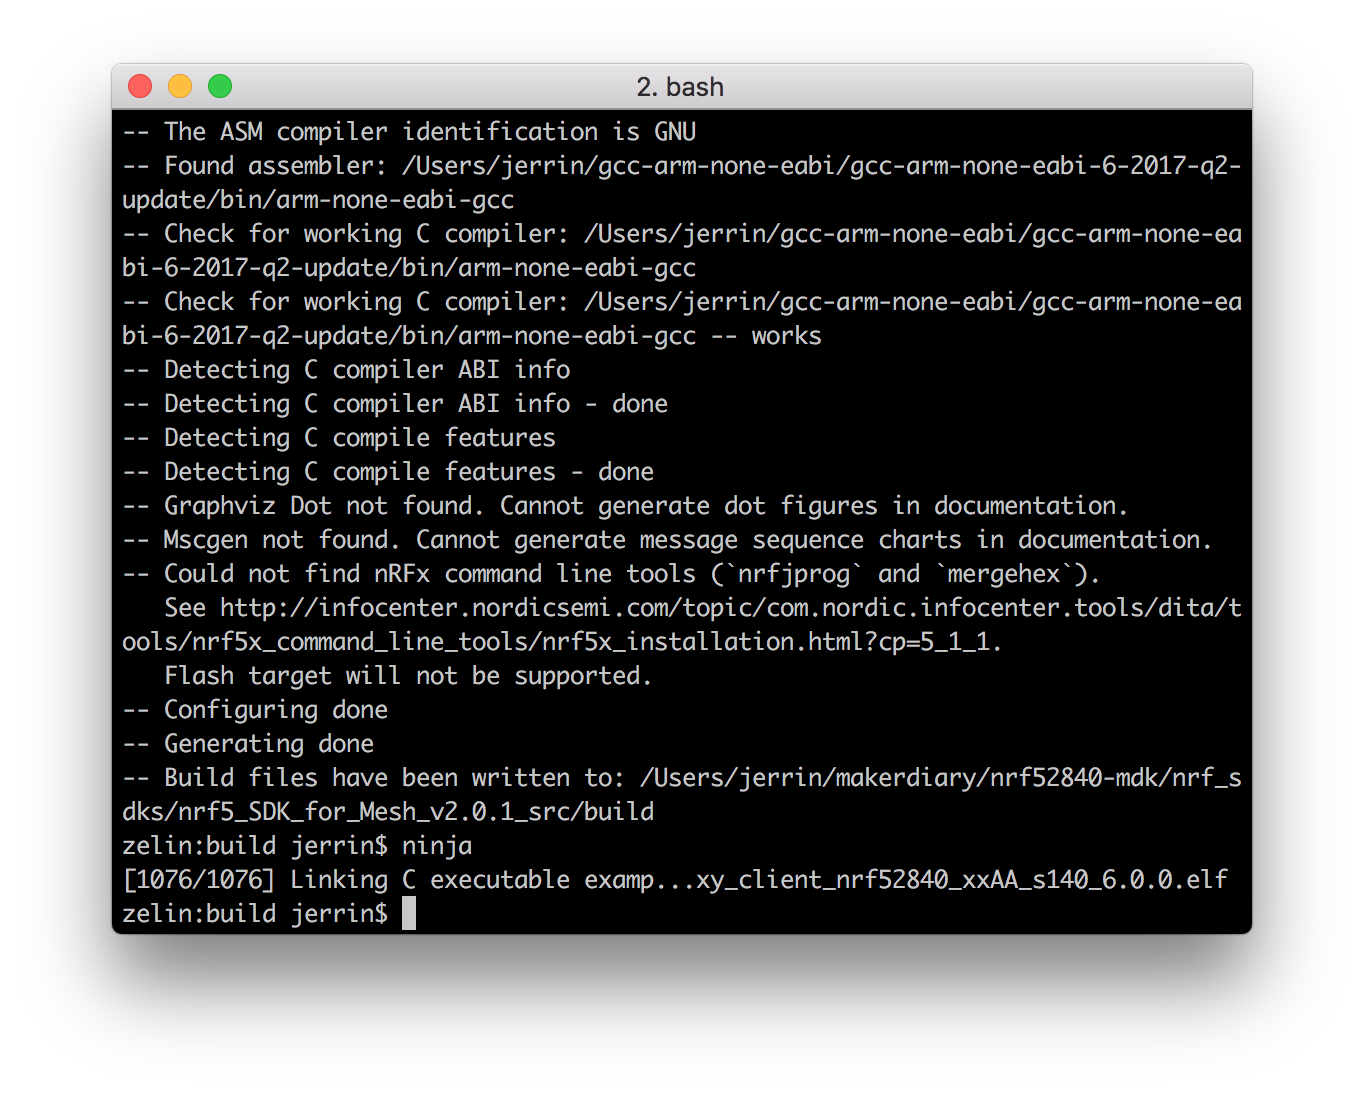 2. bash
-- The ASM compiler identification is GNU
-- Found assembler: /Users/jerrin/gcc-arm-none-eabi/gcc-arm-none-eabi-6-2017-q2-
update/bin/arm-none-eabi-gcc
-- Check for working C compiler: /Users/jerrin/gcc-arm-none-eabi/gcc-arm-none-ea
bi-6-2017-q2-update/bin/arm-none-eabi-gcc
-- Check for working C compiler: /Users/jerrin/gcc-arm-none-eabi/gcc-arm-none-ea
bi-6-2017-q2-update/bin/arm-none-eabi-gcc -- works
-- Detecting C compiler ABI info
-- Detecting C compiler ABI info - done
-- Detecting C compile features
-- Detecting C compile features - done
-- Graphviz Dot not found. Cannot generate dot figures in documentation.
-- Mscgen not found. Cannot generate message sequence charts in documentation.
-- Could not find nRFx command line tools (`nrfjprog` and `mergehex`).
   See http://infocenter.nordicsemi.com/topic/com.nordic.infocenter.tools/dita/t
ools/nrf5x_command_line_tools/nrf5x_installation.html?cp=5_1_1.
   Flash target will not be supported.
-- Configuring done
-- Generating done
-- Build files have been written to: /Users/jerrin/makerdiary/nrf52840-mdk/nrf_s
dks/nrf5_SDK_for_Mesh_v2.0.1_src/build
zelin:build jerrin$ ninja
[1076/1076] Linking C executable examp...xy_client_nrf52840_xxAA_s140_6.0.0.elf
zelin:build jerrin$